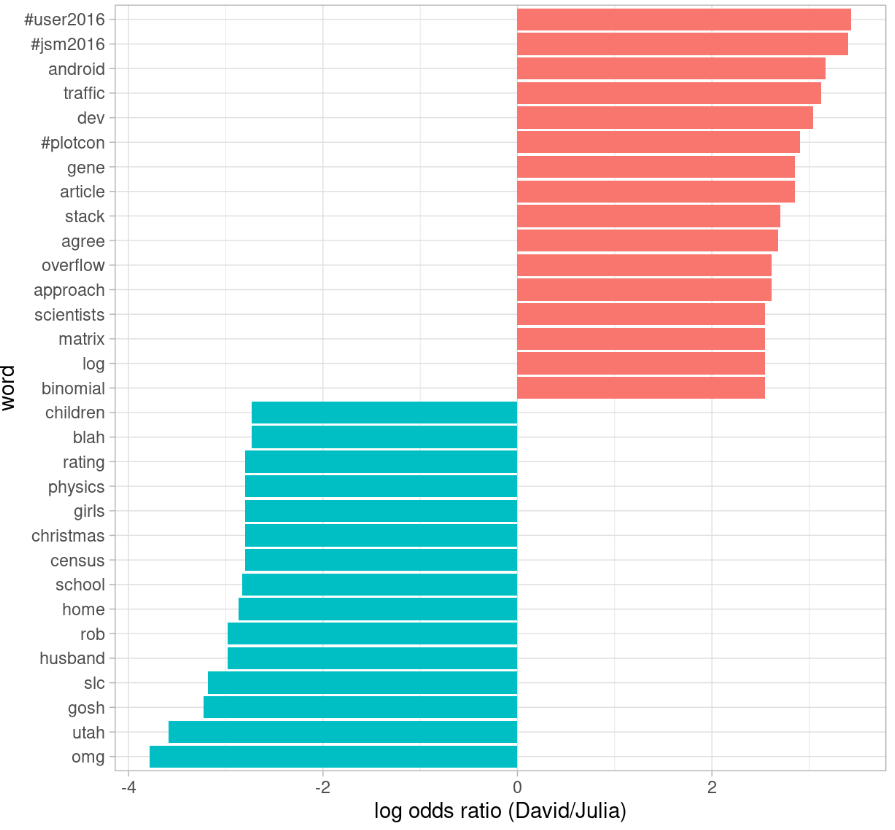 #user2016
#jsm2016
android
traffic
dev
#plotcon
gene
article
stack
agree
overflow
approach
scientists
matrix
log
binomial
children
blah
rating
physics
girls
christmas
census
school
home
rob
husband
slc
gosh
utah
omg
word
-4 -2 0 2
log odds ratio (David/Julia)